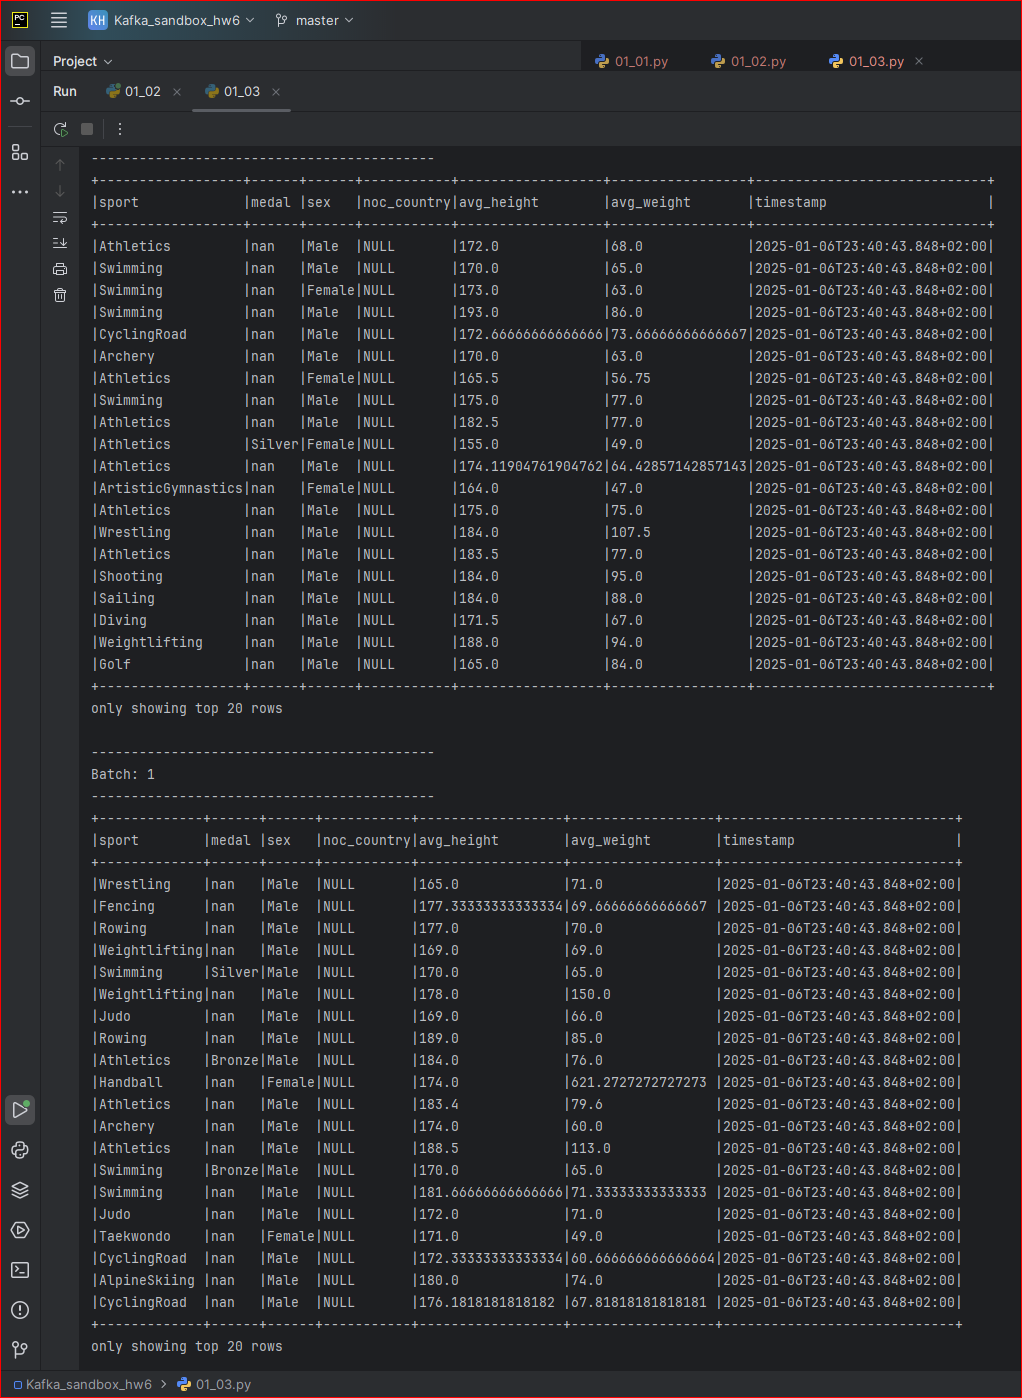 PC KH Kafka_sandbox_hw6 master
Project 01_01.py 01_02.py 01_03.py
Run 01_02 01_03
-------------------------------------------
+------------------+------+------+-----------+------------------+-----------------+-----------------------------+
|sport             |medal |sex   |noc_country|avg_height        |avg_weight       |timestamp                    |
+------------------+------+------+-----------+------------------+-----------------+-----------------------------+
|Athletics         |nan   |Male  |NULL       |172.0             |68.0             |2025-01-06T23:40:43.848+02:00|
|Swimming          |nan   |Male  |NULL       |170.0             |65.0             |2025-01-06T23:40:43.848+02:00|
|Swimming          |nan   |Female|NULL       |173.0             |63.0             |2025-01-06T23:40:43.848+02:00|
|Swimming          |nan   |Male  |NULL       |193.0             |86.0             |2025-01-06T23:40:43.848+02:00|
|CyclingRoad       |nan   |Male  |NULL       |172.66666666666666|73.6666666666667|2025-01-06T23:40:43.848+02:00|
|Archery           |nan   |Male  |NULL       |170.0             |63.0             |2025-01-06T23:40:43.848+02:00|
|Athletics         |nan   |Female|NULL       |165.5             |56.75            |2025-01-06T23:40:43.848+02:00|
|Swimming          |nan   |Male  |NULL       |175.0             |77.0             |2025-01-06T23:40:43.848+02:00|
|Athletics         |nan   |Male  |NULL       |182.5             |77.0             |2025-01-06T23:40:43.848+02:00|
|Athletics         |Silver|Female|NULL       |155.0             |49.0             |2025-01-06T23:40:43.848+02:00|
|Athletics         |nan   |Male  |NULL       |174.11904761904762|64.42857142857143|2025-01-06T23:40:43.848+02:00|
|ArtisticGymnastics|nan   |Female|NULL       |164.0             |47.0             |2025-01-06T23:40:43.848+02:00|
|Athletics         |nan   |Male  |NULL       |175.0             |75.0             |2025-01-06T23:40:43.848+02:00|
|Wrestling         |nan   |Male  |NULL       |184.0             |107.5            |2025-01-06T23:40:43.848+02:00|
|Athletics         |nan   |Male  |NULL       |183.5             |77.0             |2025-01-06T23:40:43.848+02:00|
|Shooting          |nan   |Male  |NULL       |184.0             |95.0             |2025-01-06T23:40:43.848+02:00|
|Sailing           |nan   |Male  |NULL       |184.0             |88.0             |2025-01-06T23:40:43.848+02:00|
|Diving            |nan   |Male  |NULL       |171.5             |67.0             |2025-01-06T23:40:43.848+02:00|
|Weightlifting     |nan   |Male  |NULL       |188.0             |94.0             |2025-01-06T23:40:43.848+02:00|
|Golf              |nan   |Male  |NULL       |165.0             |84.0             |2025-01-06T23:40:43.848+02:00|
+------------------+------+------+-----------+------------------+-----------------+-----------------------------+
only showing top 20 rows
-------------------------------------------
Batch: 1
-------------------------------------------
+-------------+------+------+-----------+------------------+------------------+-----------------------------+
|sport        |medal |sex   |noc_country|avg_height        |avg_weight        |timestamp                    |
+-------------+------+------+-----------+------------------+------------------+-----------------------------+
|Wrestling    |nan   |Male  |NULL       |165.0             |71.0              |2025-01-06T23:40:43.848+02:00|
|Fencing      |nan   |Male  |NULL       |177.33333333333334|69.66666666666667 |2025-01-06T23:40:43.848+02:00|
|Rowing       |nan   |Male  |NULL       |177.0             |70.0              |2025-01-06T23:40:43.848+02:00|
|Weightlifting|nan   |Male  |NULL       |169.0             |69.0              |2025-01-06T23:40:43.848+02:00|
|Swimming     |Silver|Male  |NULL       |170.0             |65.0              |2025-01-06T23:40:43.848+02:00|
|Weightlifting|nan   |Male  |NULL       |178.0             |150.0             |2025-01-06T23:40:43.848+02:00|
|Judo         |nan   |Male  |NULL       |169.0             |66.0              |2025-01-06T23:40:43.848+02:00|
|Rowing       |nan   |Male  |NULL       |189.0             |85.0              |2025-01-06T23:40:43.848+02:00|
|Athletics    |Bronze|Male  |NULL       |184.0             |76.0              |2025-01-06T23:40:43.848+02:00|
|Handball     |nan   |Female|NULL       |174.0             |621.2727272727273 |2025-01-06T23:40:43.848+02:00|
|Athletics    |nan   |Male  |NULL       |183.4             |79.6              |2025-01-06T23:40:43.848+02:00|
|Archery      |nan   |Male  |NULL       |174.0             |60.0              |2025-01-06T23:40:43.848+02:00|
|Athletics    |nan   |Male  |NULL       |188.5             |113.0             |2025-01-06T23:40:43.848+02:00|
|Swimming     |Bronze|Male  |NULL       |170.0             |65.0              |2025-01-06T23:40:43.848+02:00|
|Swimming     |nan   |Male  |NULL       |181.66666666666666|71.33333333333333 |2025-01-06T23:40:43.848+02:00|
|Judo         |nan   |Male  |NULL       |172.0             |71.0              |2025-01-06T23:40:43.848+02:00|
|Taekwondo    |nan   |Female|NULL       |171.0             |49.0              |2025-01-06T23:40:43.848+02:00|
|CyclingRoad  |nan   |Male  |NULL       |172.33333333333334|60.666666666666664|2025-01-06T23:40:43.848+02:00|
|AlpineSkiing |nan   |Male  |NULL       |180.0             |74.0              |2025-01-06T23:40:43.848+02:00|
|CyclingRoad  |nan   |Male  |NULL       |176.1818181818182 |67.81818181818181 |2025-01-06T23:40:43.848+02:00|
+-------------+------+------+-----------+------------------+------------------+-----------------------------+
only showing top 20 rows
Kafka_sandbox_hw6 > 01_03.py